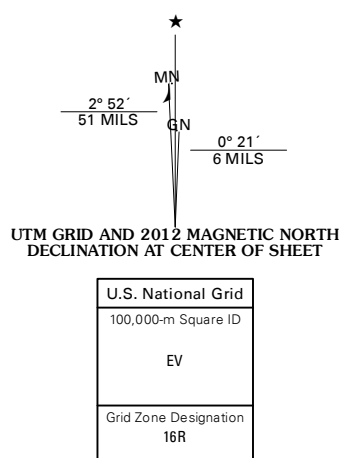 ★
MN
2° 52´
51 MILS
GN
0° 21´
6 MILS
UTM GRID AND 2012 MAGNETIC NORTH
DECLINATION AT CENTER OF SHEET
U.S. National Grid
100,000-m Square ID
EV
Grid Zone Designation
16R